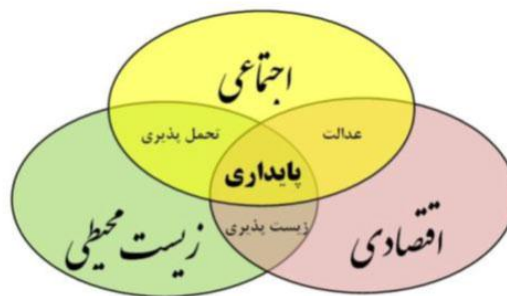 اجتماعی
عدالت
تحمل پذیری
پایداری
زیست پذیری
اقتصادی
زیست محیطی